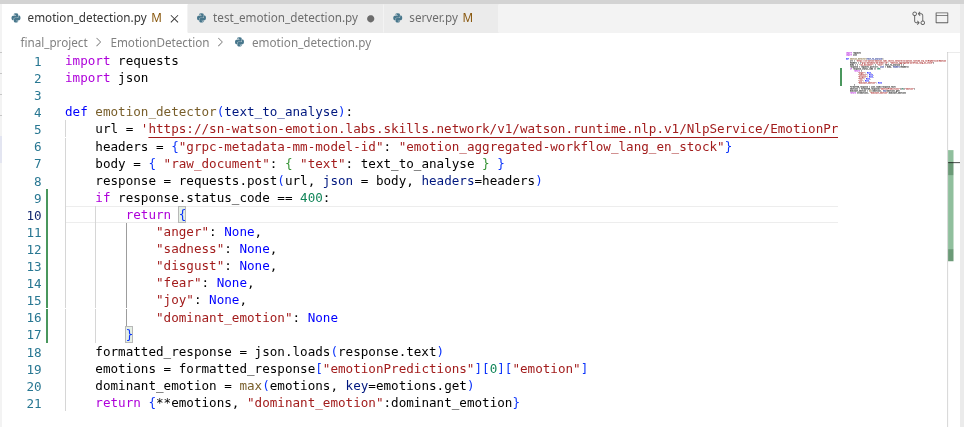 emotion_detection.py M × test_emotion_detection.py ● server.py M
final_project > EmotionDetection > emotion_detection.py
1 import requests
2 import json
3
4 def emotion_detector(text_to_analyse):
5     url = 'https://sn-watson-emotion.labs.skills.network/v1/watson.runtime.nlp.v1/NlpService/EmotionPr
6     headers = {"grpc-metadata-mm-model-id": "emotion_aggregated-workflow_lang_en_stock"}
7     body = { "raw_document": { "text": text_to_analyse } }
8     response = requests.post(url, json = body, headers=headers)
9     if response.status_code == 400:
10         return {
11             "anger": None,
12             "sadness": None,
13             "disgust": None,
14             "fear": None,
15             "joy": None,
16             "dominant_emotion": None
17         }
18     formatted_response = json.loads(response.text)
19     emotions = formatted_response["emotionPredictions"][0]["emotion"]
20     dominant_emotion = max(emotions, key=emotions.get)
21     return {**emotions, "dominant_emotion":dominant_emotion}